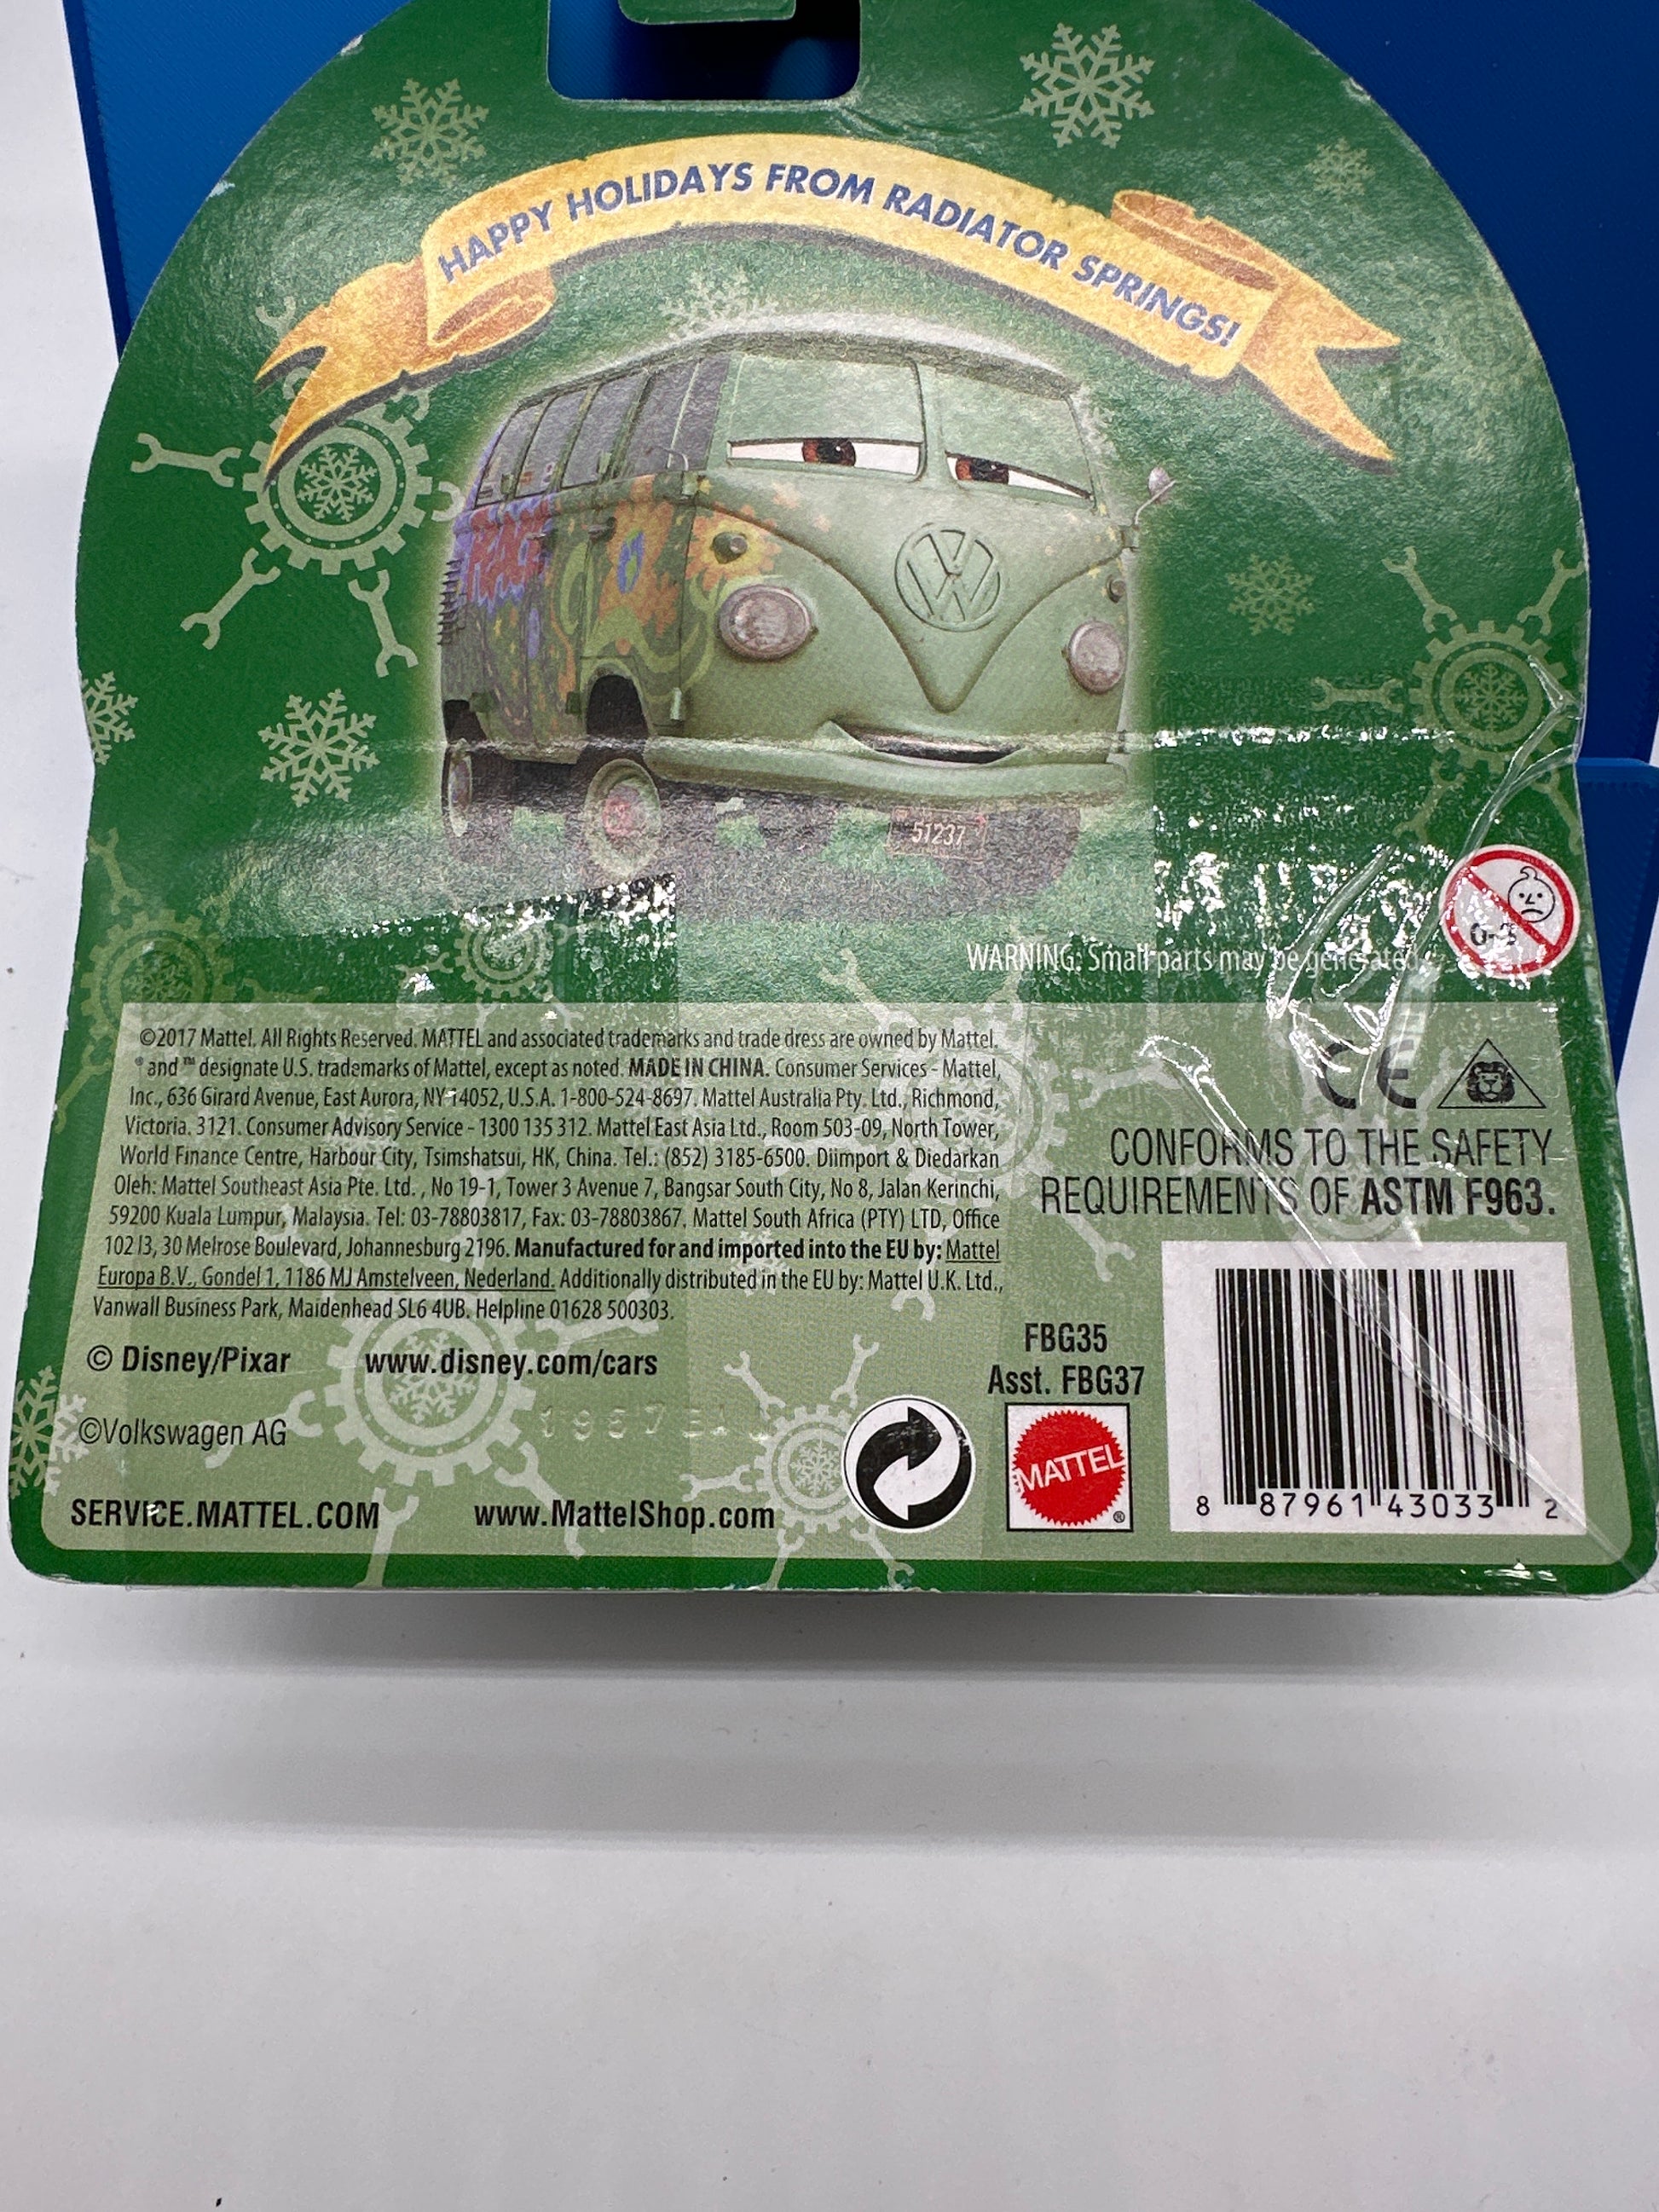 HAPPY HOLIDAYS FROM RADIATOR SPRINGS!
51237
0-3
WARNING: Small parts may be generated.
©2017 Mattel. All Rights Reserved. MATTEL and associated trademarks and trade dress are owned by Mattel.
® and ™ designate U.S. trademarks of Mattel, except as noted. MADE IN CHINA. Consumer Services - Mattel,
Inc., 636 Girard Avenue, East Aurora, NY 14052, U.S.A. 1-800-524-8697. Mattel Australia Pty. Ltd., Richmond,
Victoria. 3121. Consumer Advisory Service - 1300 135 312. Mattel East Asia Ltd., Room 503-09, North Tower,
World Finance Centre, Harbour City, Tsimshatsui, HK, China. Tel.: (852) 3185-6500. Diimport & Diedarkan
Oleh: Mattel Southeast Asia Pte. Ltd. , No 19-1, Tower 3 Avenue 7, Bangsar South City, No 8, Jalan Kerinchi,
59200 Kuala Lumpur, Malaysia. Tel: 03-78803817, Fax: 03-78803867. Mattel South Africa (PTY) LTD, Office
102 I3, 30 Melrose Boulevard, Johannesburg 2196. Manufactured for and imported into the EU by: Mattel
Europa B.V., Gondel 1, 1186 MJ Amstelveen, Nederland. Additionally distributed in the EU by: Mattel U.K. Ltd.,
Vanwall Business Park, Maidenhead SL6 4UB. Helpline 01628 500303.
CE
CONFORMS TO THE SAFETY
REQUIREMENTS OF ASTM F963.
© Disney/Pixar www.disney.com/cars
©Volkswagen AG
SERVICE.MATTEL.COM www.MattelShop.com
FBG35
Asst. FBG37
MATTEL
®
8 87961 43033 2